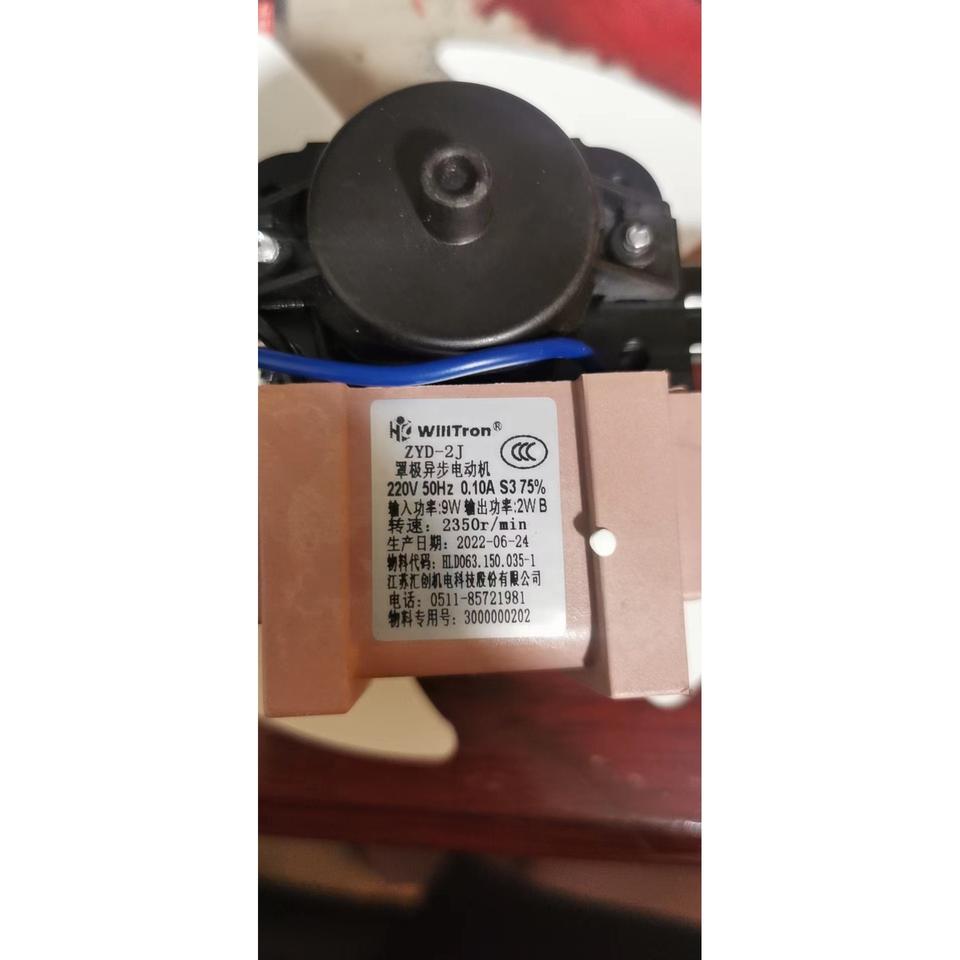 WillTron®
ZYD-2J
罩极异步电动机
220V 50Hz 0.10A S3 75%
输入功率:9W 输出功率:2W B
转速: 2350r/min
生产日期: 2022-06-24
物料代码: HLD063.150.035-1
江苏汇创机电科技股份有限公司
电话: 0511-85721981
物料专用号: 3000000202